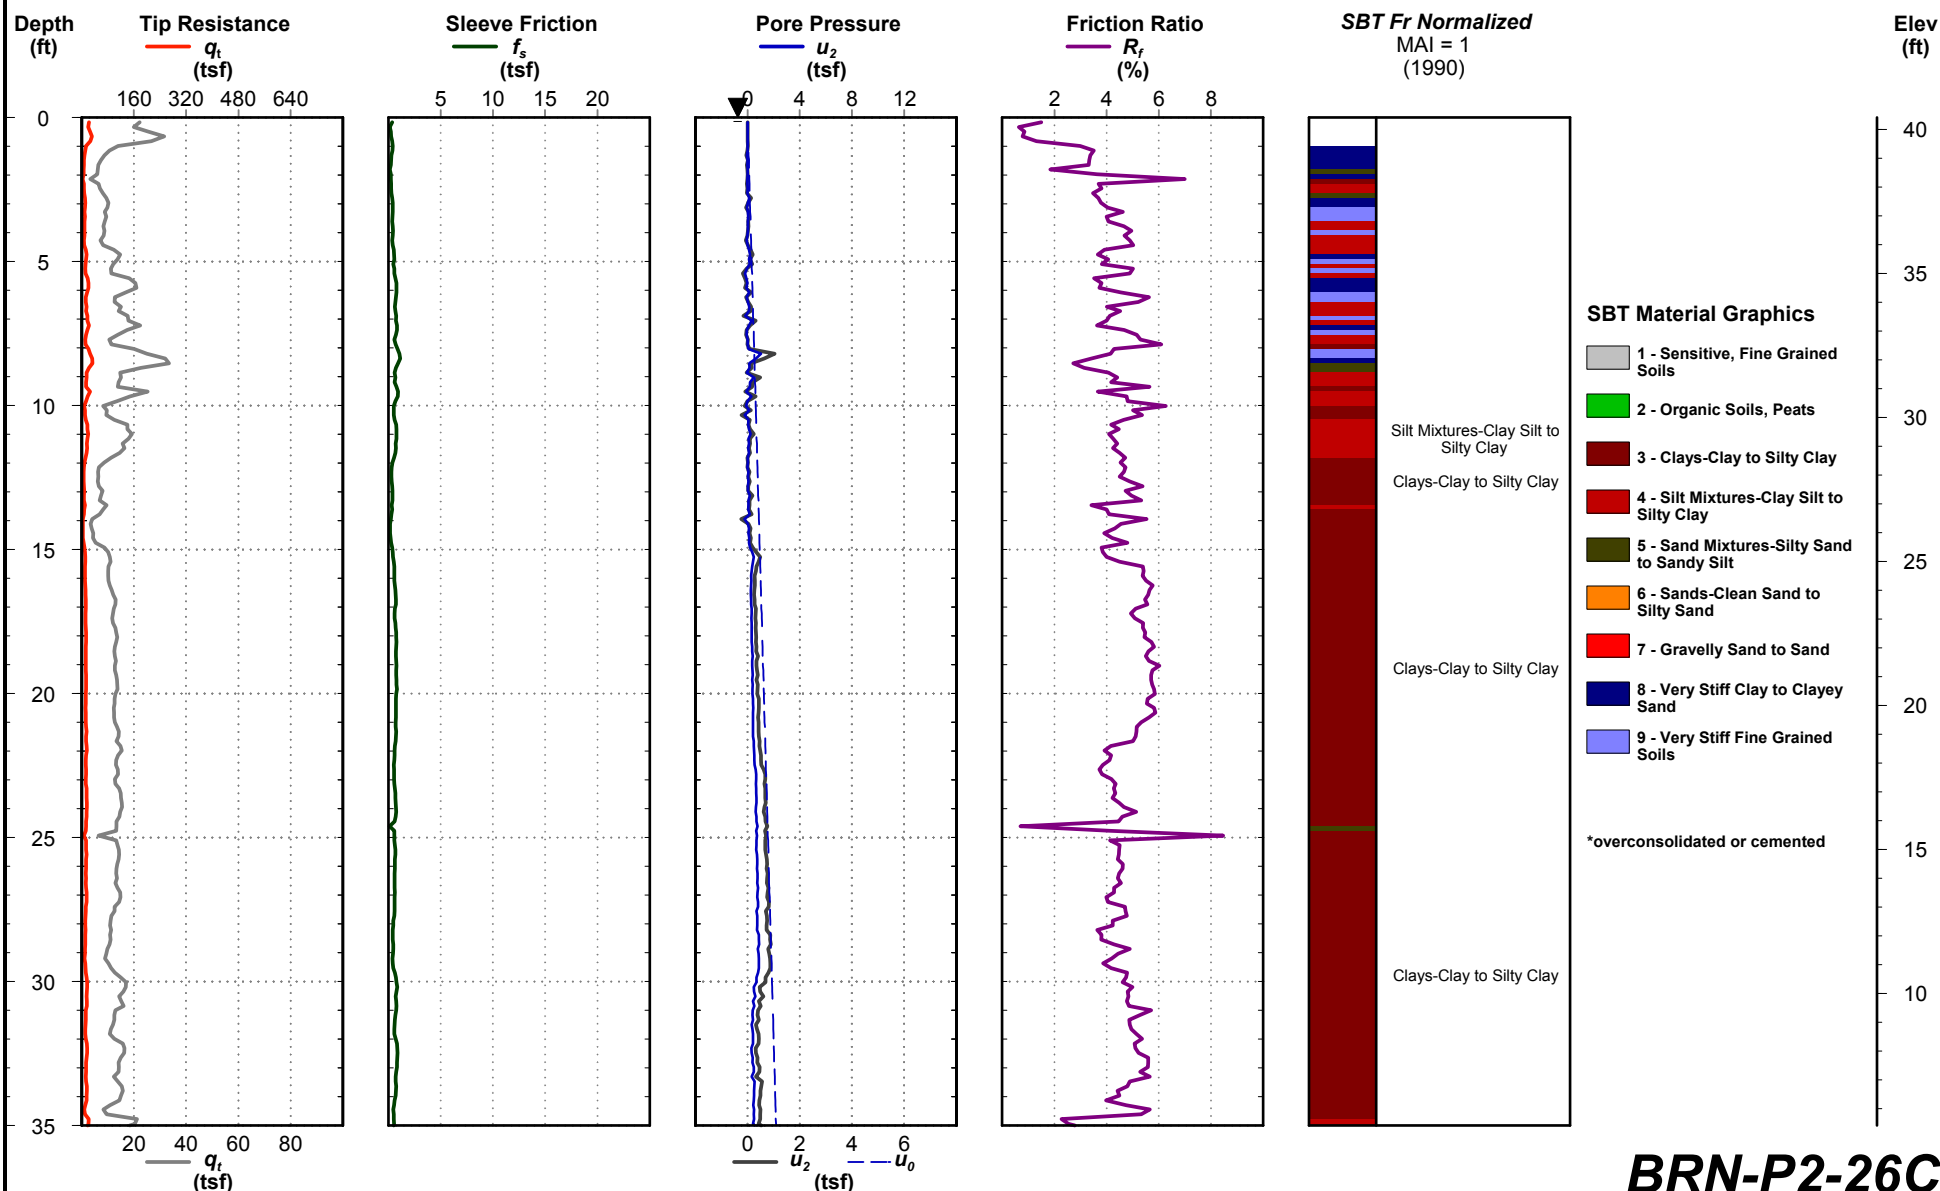 Depth
(ft)
Tip Resistance
qt
(tsf)
160 320 480 640
Sleeve Friction
fs
(tsf)
5 10 15 20
Pore Pressure
u2
(tsf)
0 4 8 12
Friction Ratio
Rf
(%)
2 4 6 8
SBT Fr Normalized
MAI = 1
(1990)
Elev
(ft)
0
5
10
15
20
25
30
35
Silt Mixtures-Clay Silt to
Silty Clay
Clays-Clay to Silty Clay
Clays-Clay to Silty Clay
Clays-Clay to Silty Clay
SBT Material Graphics
1 - Sensitive, Fine Grained
Soils
2 - Organic Soils, Peats
3 - Clays-Clay to Silty Clay
4 - Silt Mixtures-Clay Silt to
Silty Clay
5 - Sand Mixtures-Silty Sand
to Sandy Silt
6 - Sands-Clean Sand to
Silty Sand
7 - Gravelly Sand to Sand
8 - Very Stiff Clay to Clayey
Sand
9 - Very Stiff Fine Grained
Soils
*overconsolidated or cemented
40
35
30
25
20
15
10
20 40 60 80
qt
(tsf)
0 2 4 6
u2
u0
(tsf)
BRN-P2-26C